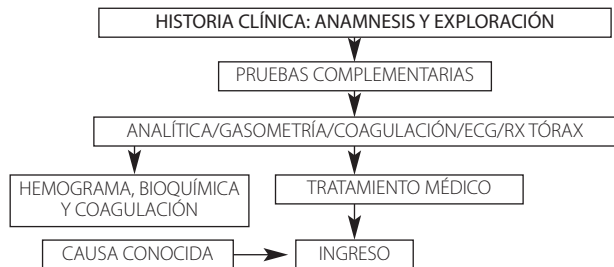 HISTORIA CLÍNICA: ANAMNESIS Y EXPLORACIÓN
PRUEBAS COMPLEMENTARIAS
ANALÍTICA/GASOMETRÍA/COAGULACIÓN/ECG/RX TÓRAX
HEMOGRAMA, BIOQUÍMICA
Y COAGULACIÓN
TRATAMIENTO MÉDICO
CAUSA CONOCIDA
INGRESO